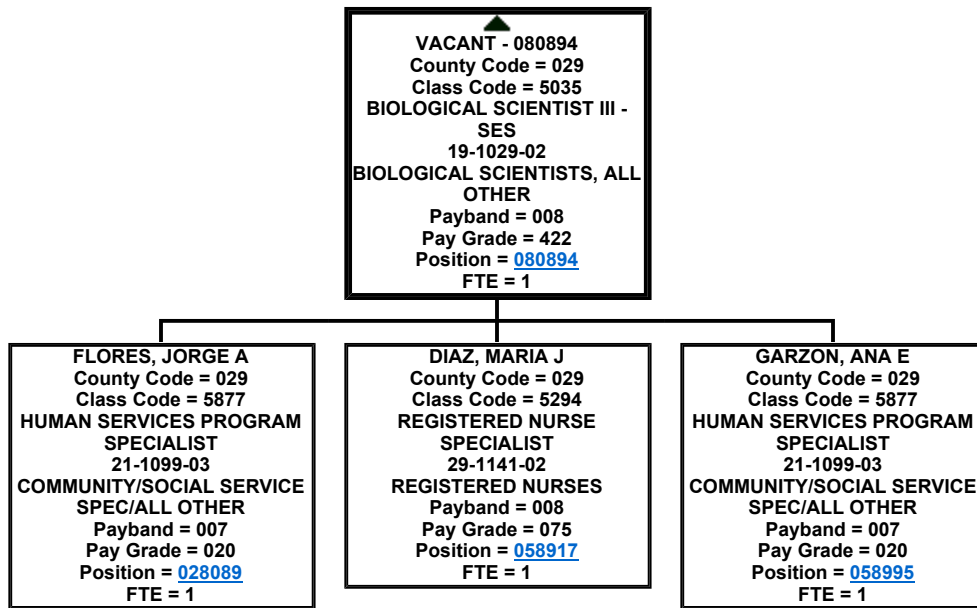 VACANT - 080894
County Code = 029
Class Code = 5035
BIOLOGICAL SCIENTIST III -
SES
19-1029-02
BIOLOGICAL SCIENTISTS, ALL
OTHER
Payband = 008
Pay Grade = 422
Position = 080894
FTE = 1
FLORES, JORGE A
County Code = 029
Class Code = 5877
HUMAN SERVICES PROGRAM
SPECIALIST
21-1099-03
COMMUNITY/SOCIAL SERVICE
SPEC/ALL OTHER
Payband = 007
Pay Grade = 020
Position = 028089
FTE = 1
DIAZ, MARIA J
County Code = 029
Class Code = 5294
REGISTERED NURSE
SPECIALIST
29-1141-02
REGISTERED NURSES
Payband = 008
Pay Grade = 075
Position = 058917
FTE = 1
GARZON, ANA E
County Code = 029
Class Code = 5877
HUMAN SERVICES PROGRAM
SPECIALIST
21-1099-03
COMMUNITY/SOCIAL SERVICE
SPEC/ALL OTHER
Payband = 007
Pay Grade = 020
Position = 058995
FTE = 1